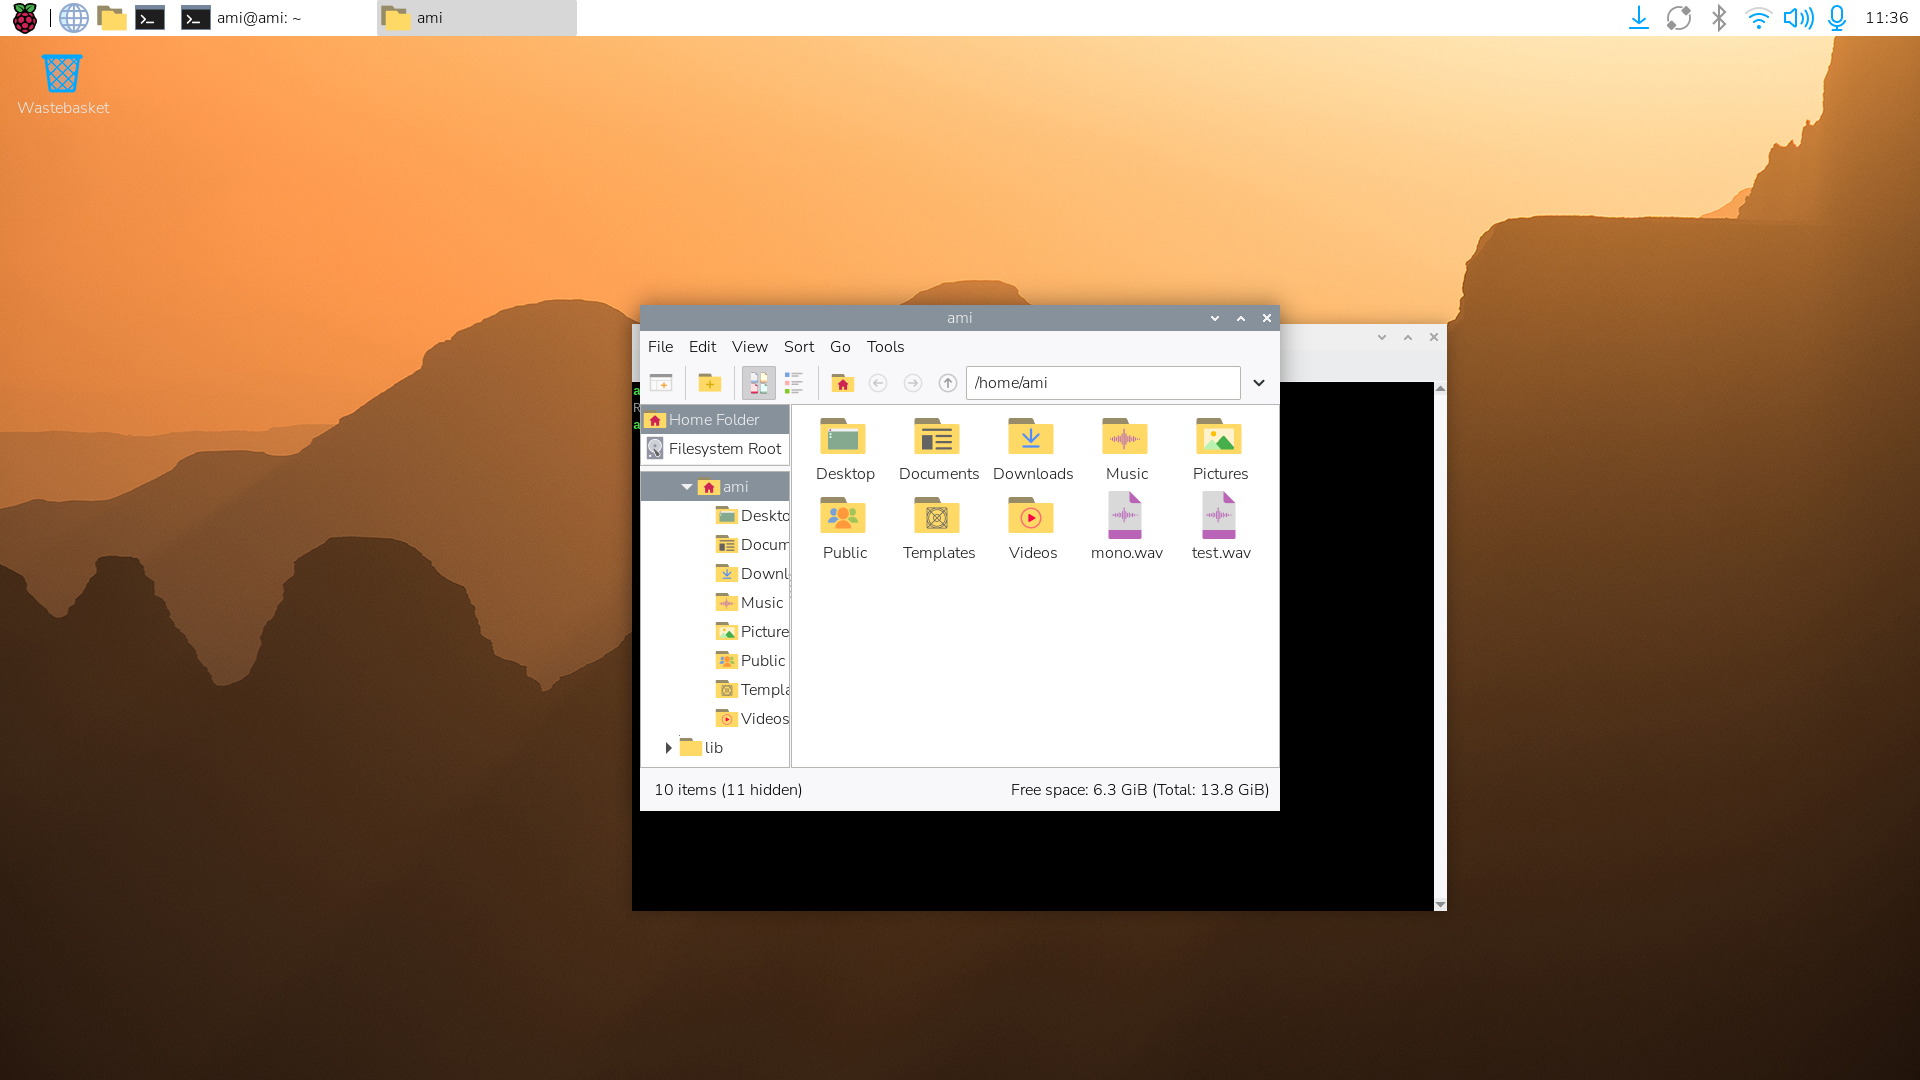 ami@ami: ~
ami
11:36
Wastebasket
ami
File Edit View Sort Go Tools
/home/ami
Home Folder
Filesystem Root
ami
Deskto
Docum
Downl
Music
Picture
Public
Templa
Videos
lib
Desktop Documents Downloads Music Pictures
Public Templates Videos mono.wav test.wav
10 items (11 hidden)
Free space: 6.3 GiB (Total: 13.8 GiB)
a
R
a